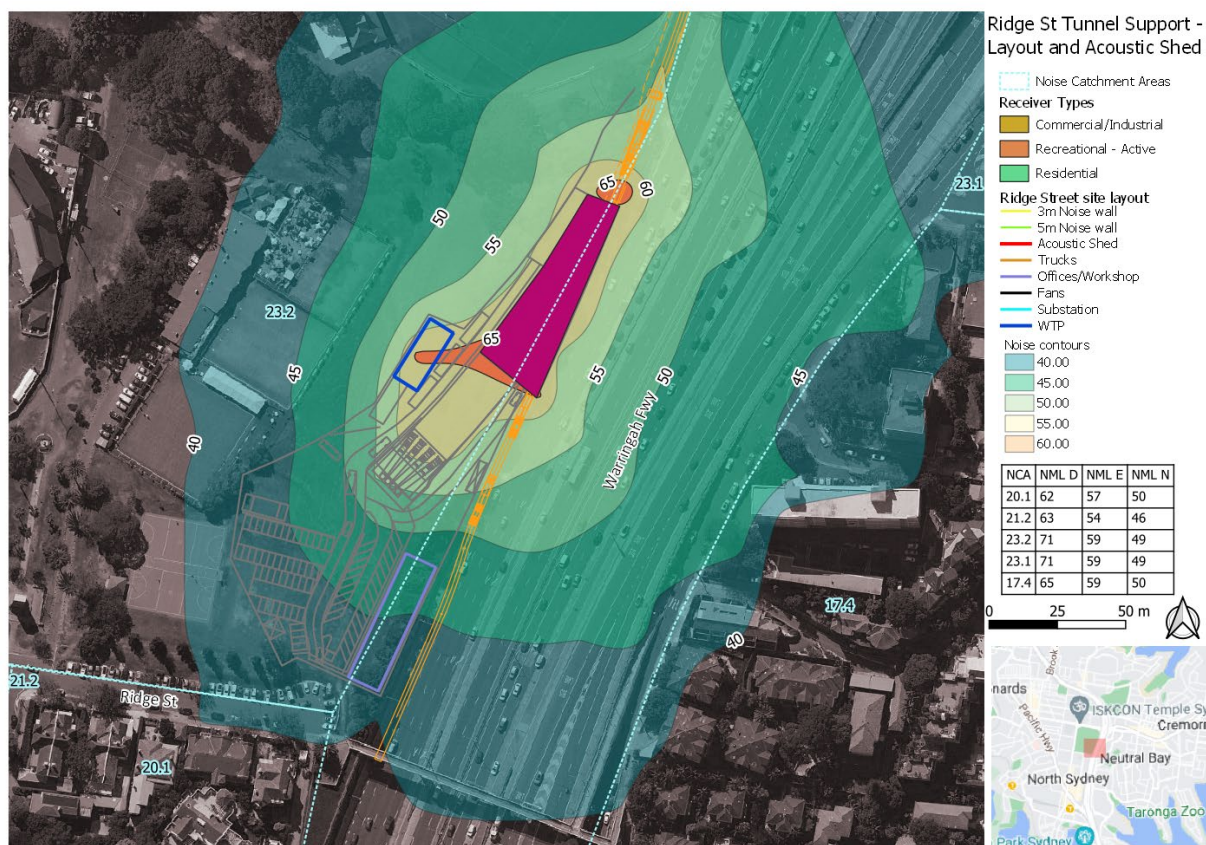 Ridge St Tunnel Support -
Layout and Acoustic Shed
Noise Catchment Areas
Receiver Types
Commercial/Industrial
Recreational - Active
Residential
Ridge Street site layout
3m Noise wall
5m Noise wall
Acoustic Shed
Trucks
Offices/Workshop
Fans
Substation
WTP
Noise contours
40.00
45.00
50.00
55.00
60.00
NCA NML D NML E NML N
20.1 62 57 50
21.2 63 54 46
23.2 71 59 49
23.1 71 59 49
17.4 65 59 50
0 25 50 m
Brook
nards
Pacific Hwy
ISKCON Temple Sy
Cremorn
Neutral Bay
North Sydney
Taronga Zoo
Park Sydney
23.1
65
60
50
55
23.2
65
45
55
50
45
Warringah Fwy
40
17.4
40
21.2
Ridge St
20.1